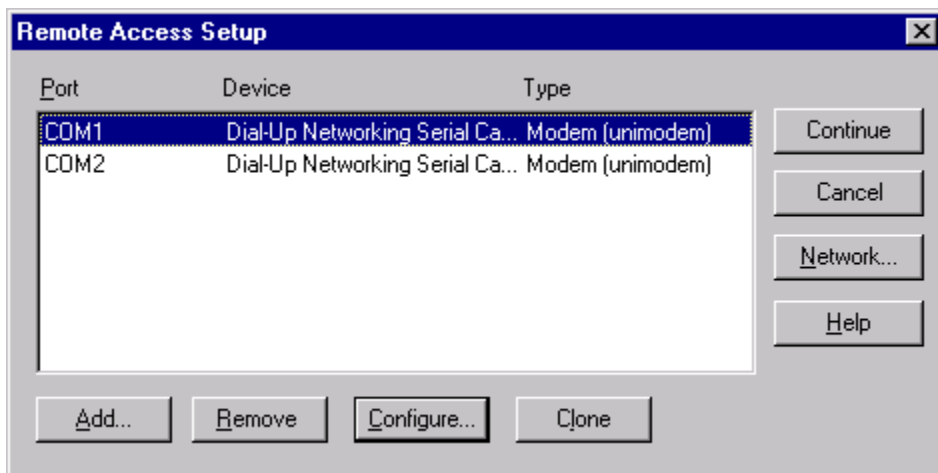 Remote Access Setup
Port Device Type
COM1 Dial-Up Networking Serial Ca... Modem (unimodem)
COM2 Dial-Up Networking Serial Ca... Modem (unimodem)
Continue
Cancel
Network...
Help
Add... Remove Configure... Clone